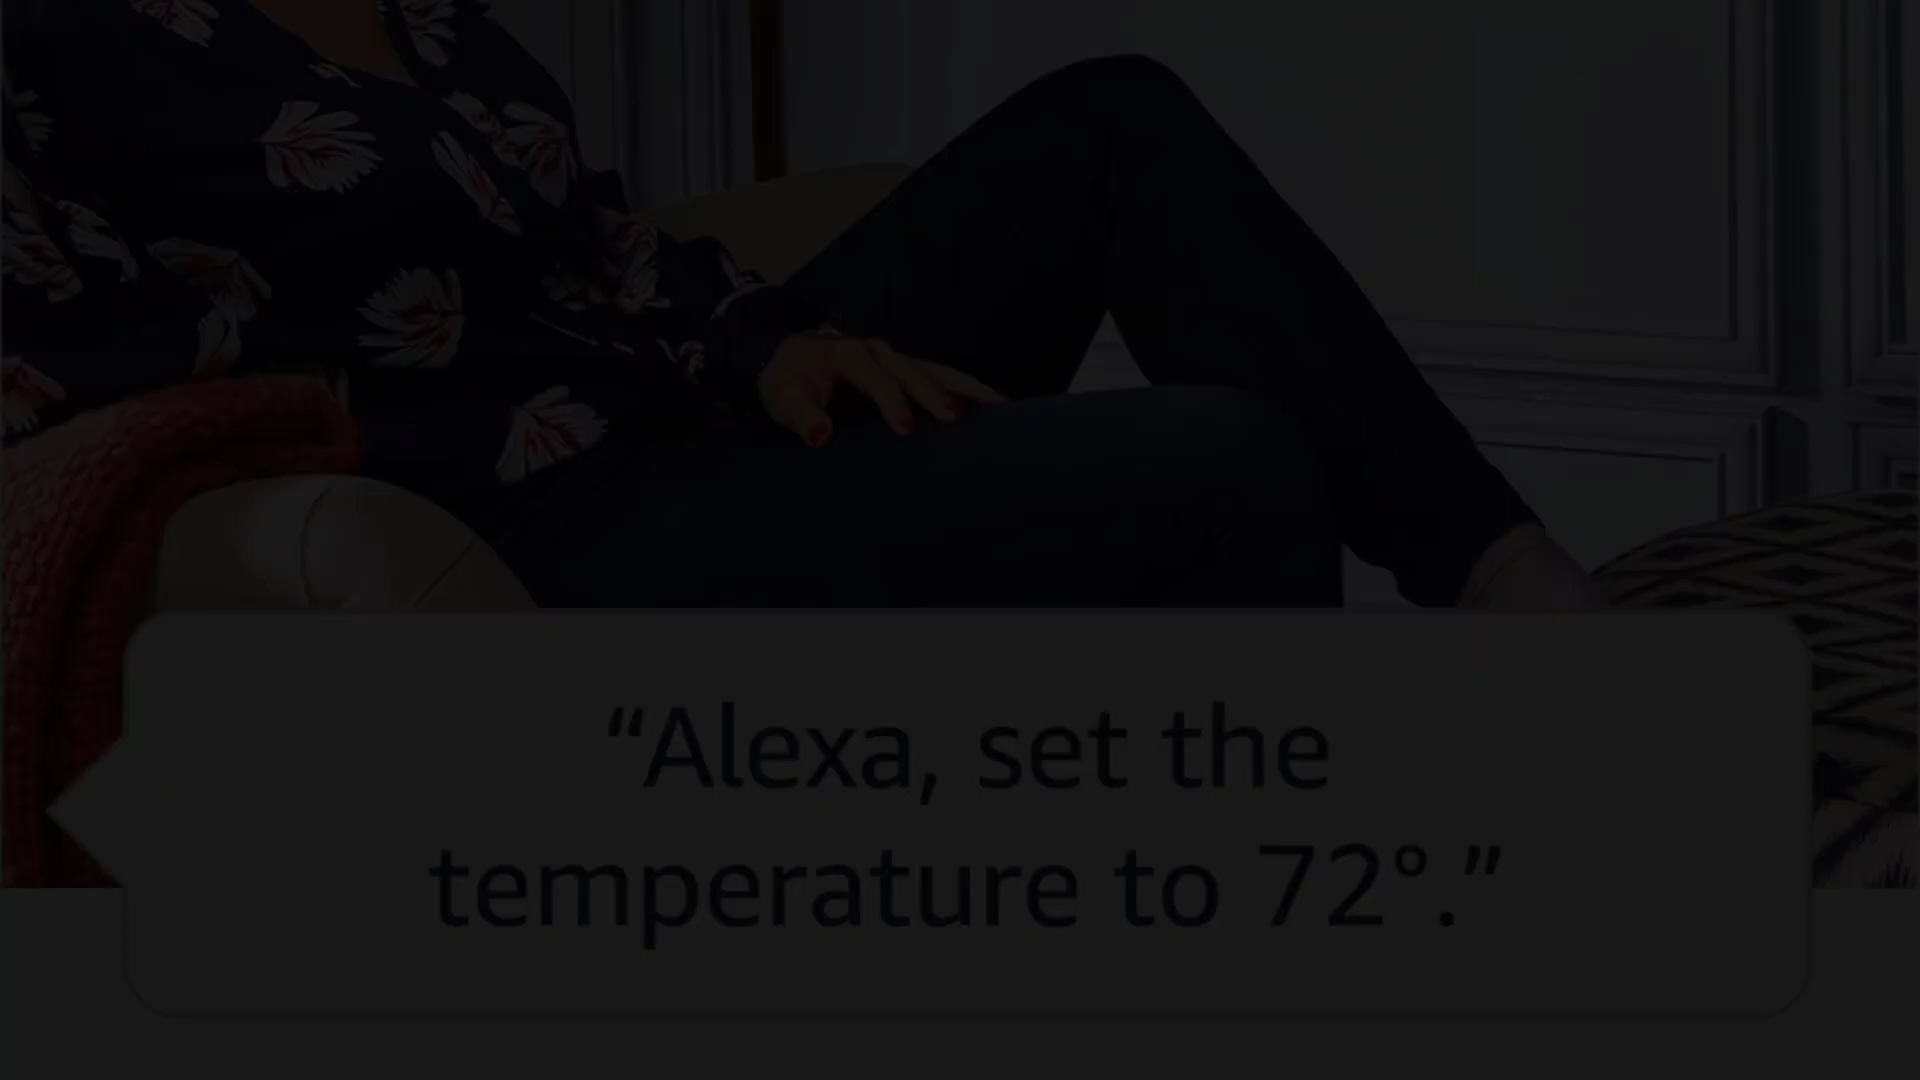 “Alexa, set the
temperature to 72°.”